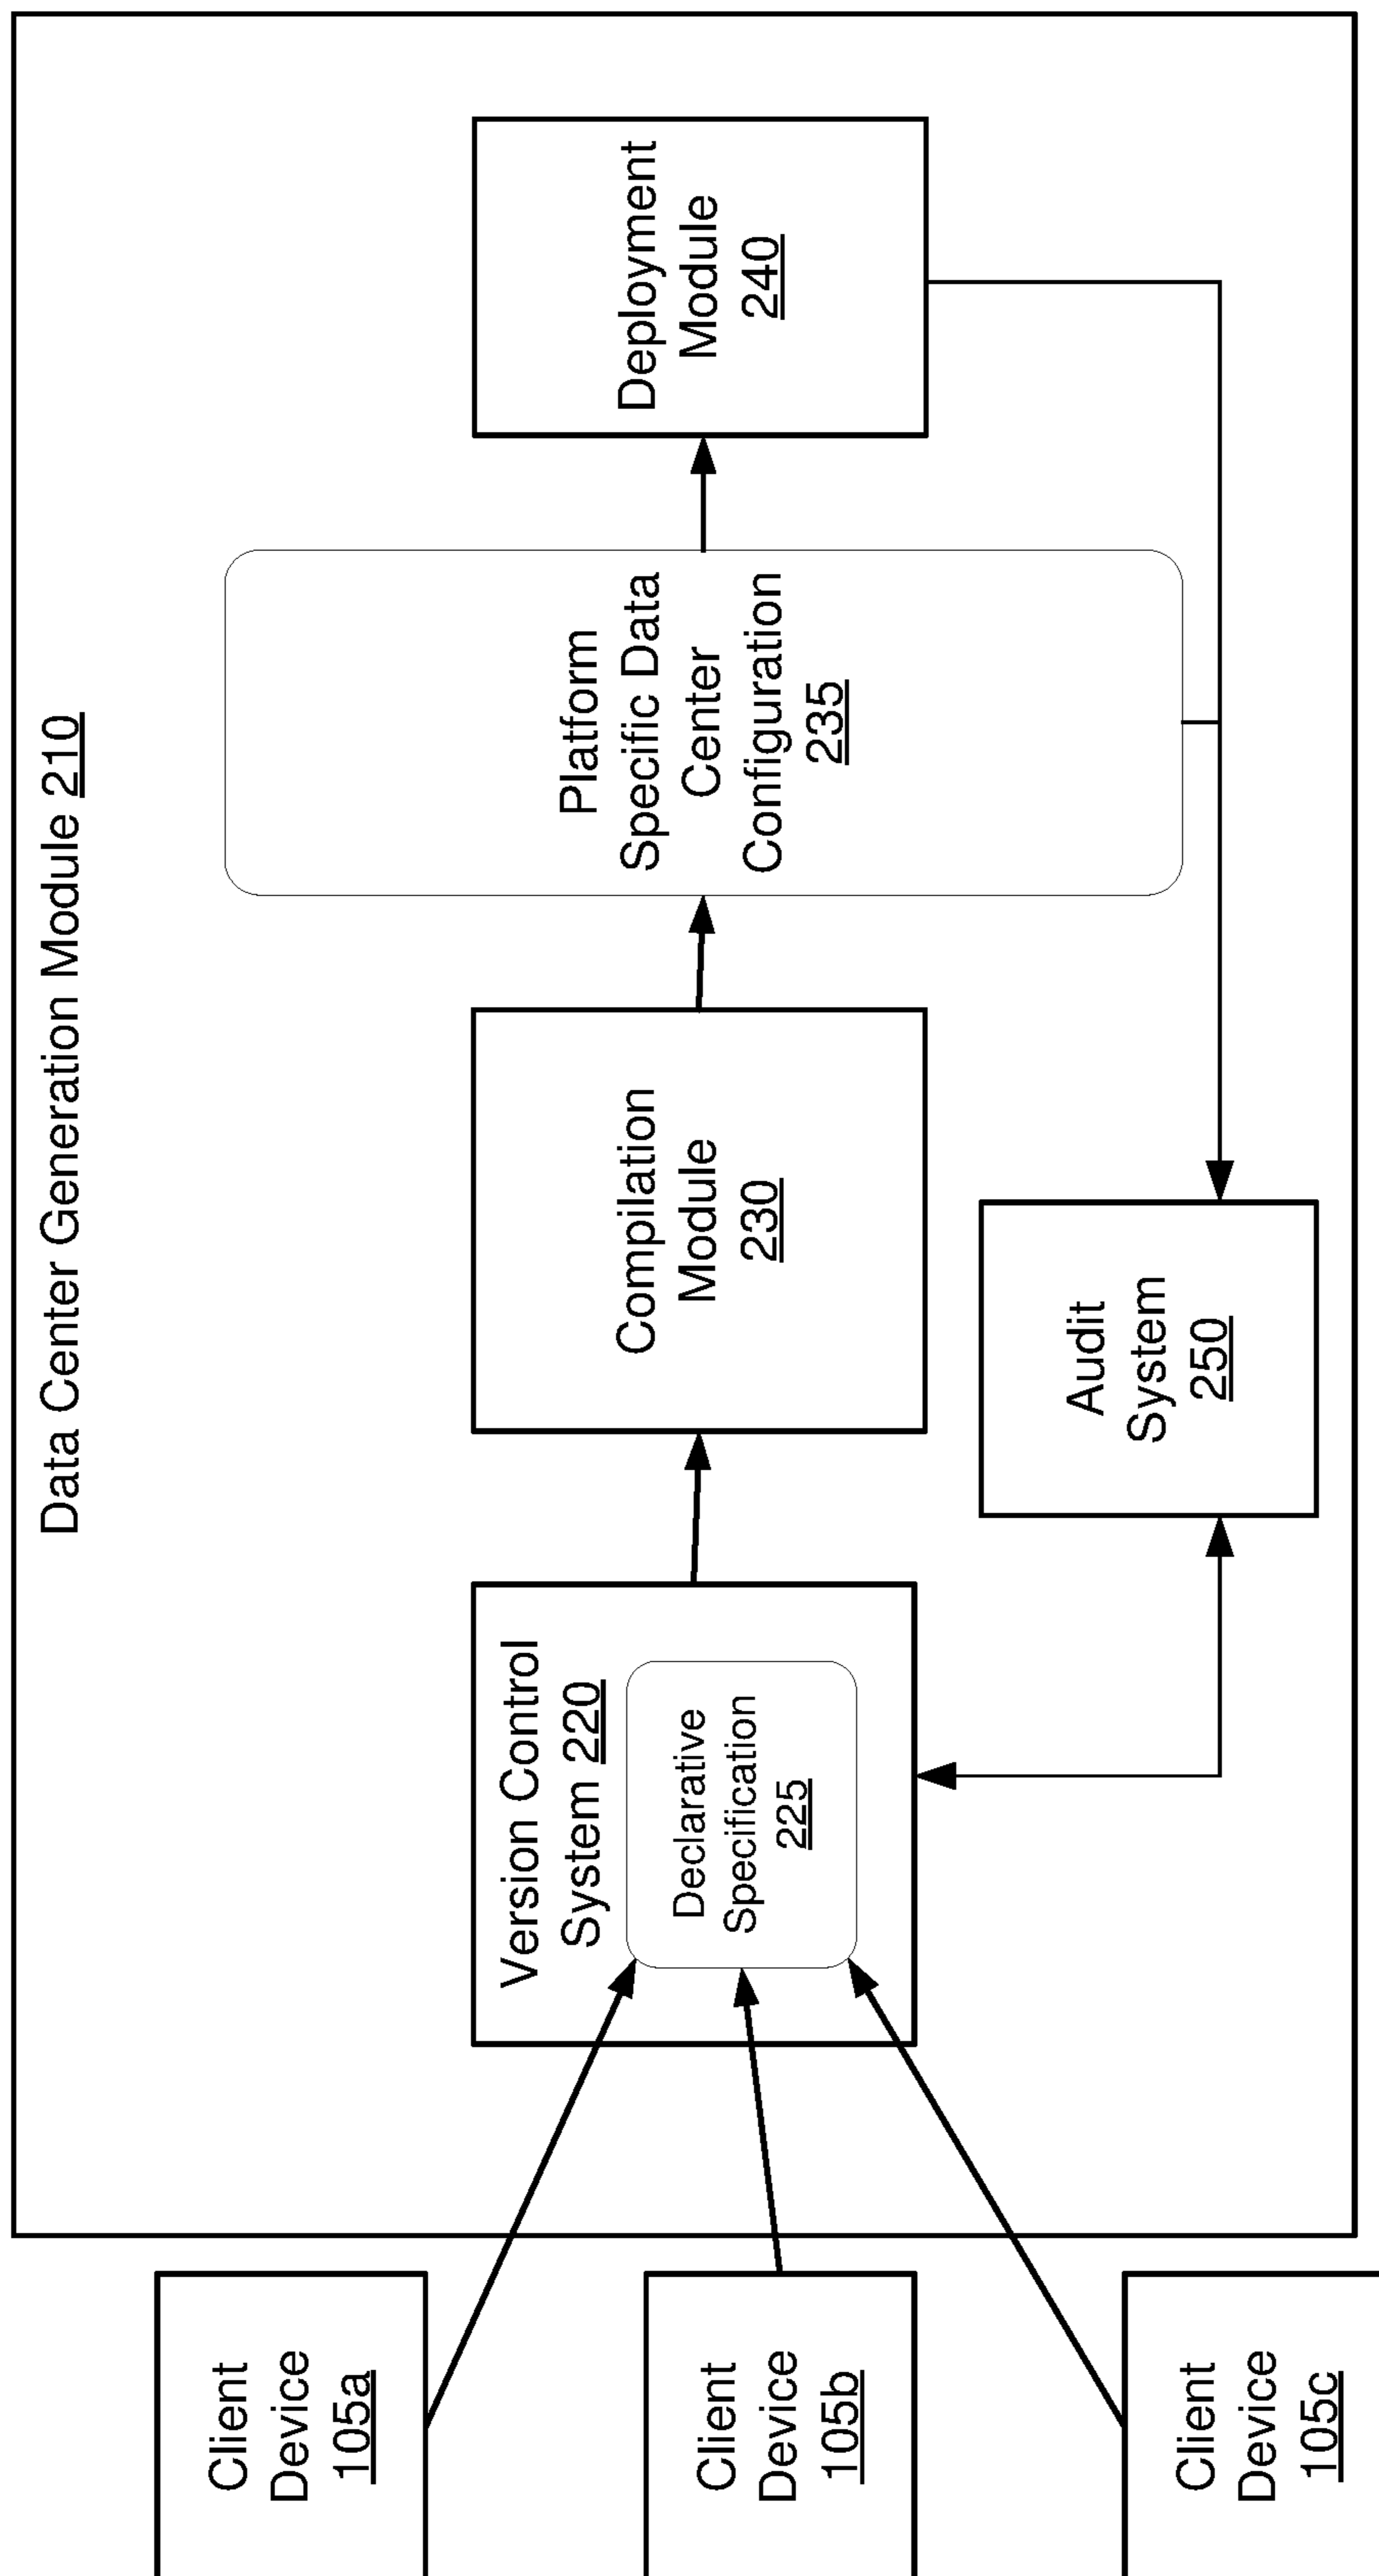 Data Center Generation Module 210
Client
Device
105a
Client
Device
105b
Client
Device
105c
Version Control
System 220
Declarative
Specification
225
Compilation
Module
230
Platform
Specific Data
Center
Configuration
235
Deployment
Module
240
Audit
System
250